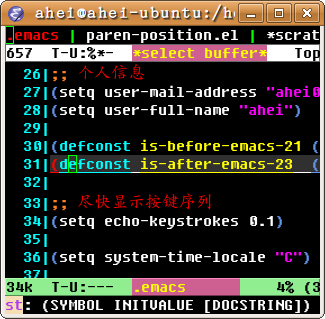 ahei@ahei-ubuntu:/h
.emacs | paren-position.el | *scrat
657 T-U:%*- *select buffer* Top
26 ;; 个人信息
27 (setq user-mail-address "ahei0
28 (setq user-full-name "ahei")
29
30 (defconst is-before-emacs-21 (
31 (defconst is-after-emacs-23 (
32
33 ;; 尽快显示按键序列
34 (setq echo-keystrokes 0.1)
35
36 (setq system-time-locale "C")
37
34k T-U:--- .emacs 4% (3
st: (SYMBOL INITVALUE [DOCSTRING])